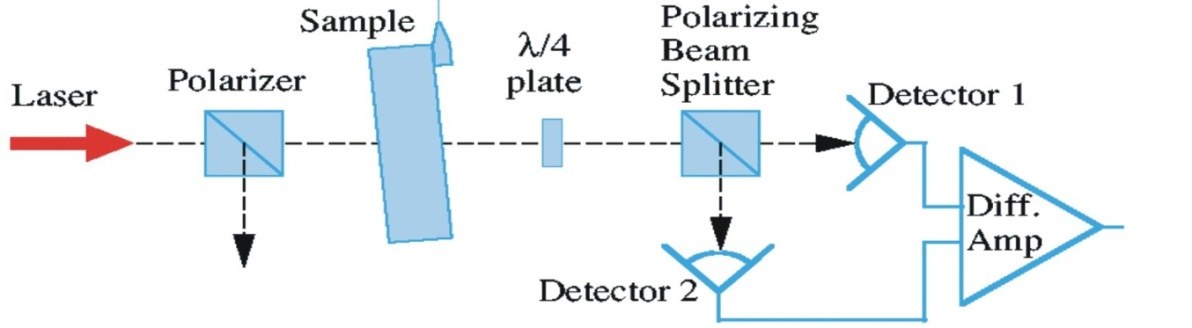 Laser
Polarizer
Sample
λ/4
plate
Polarizing
Beam
Splitter
Detector 1
Detector 2
Diff.
Amp